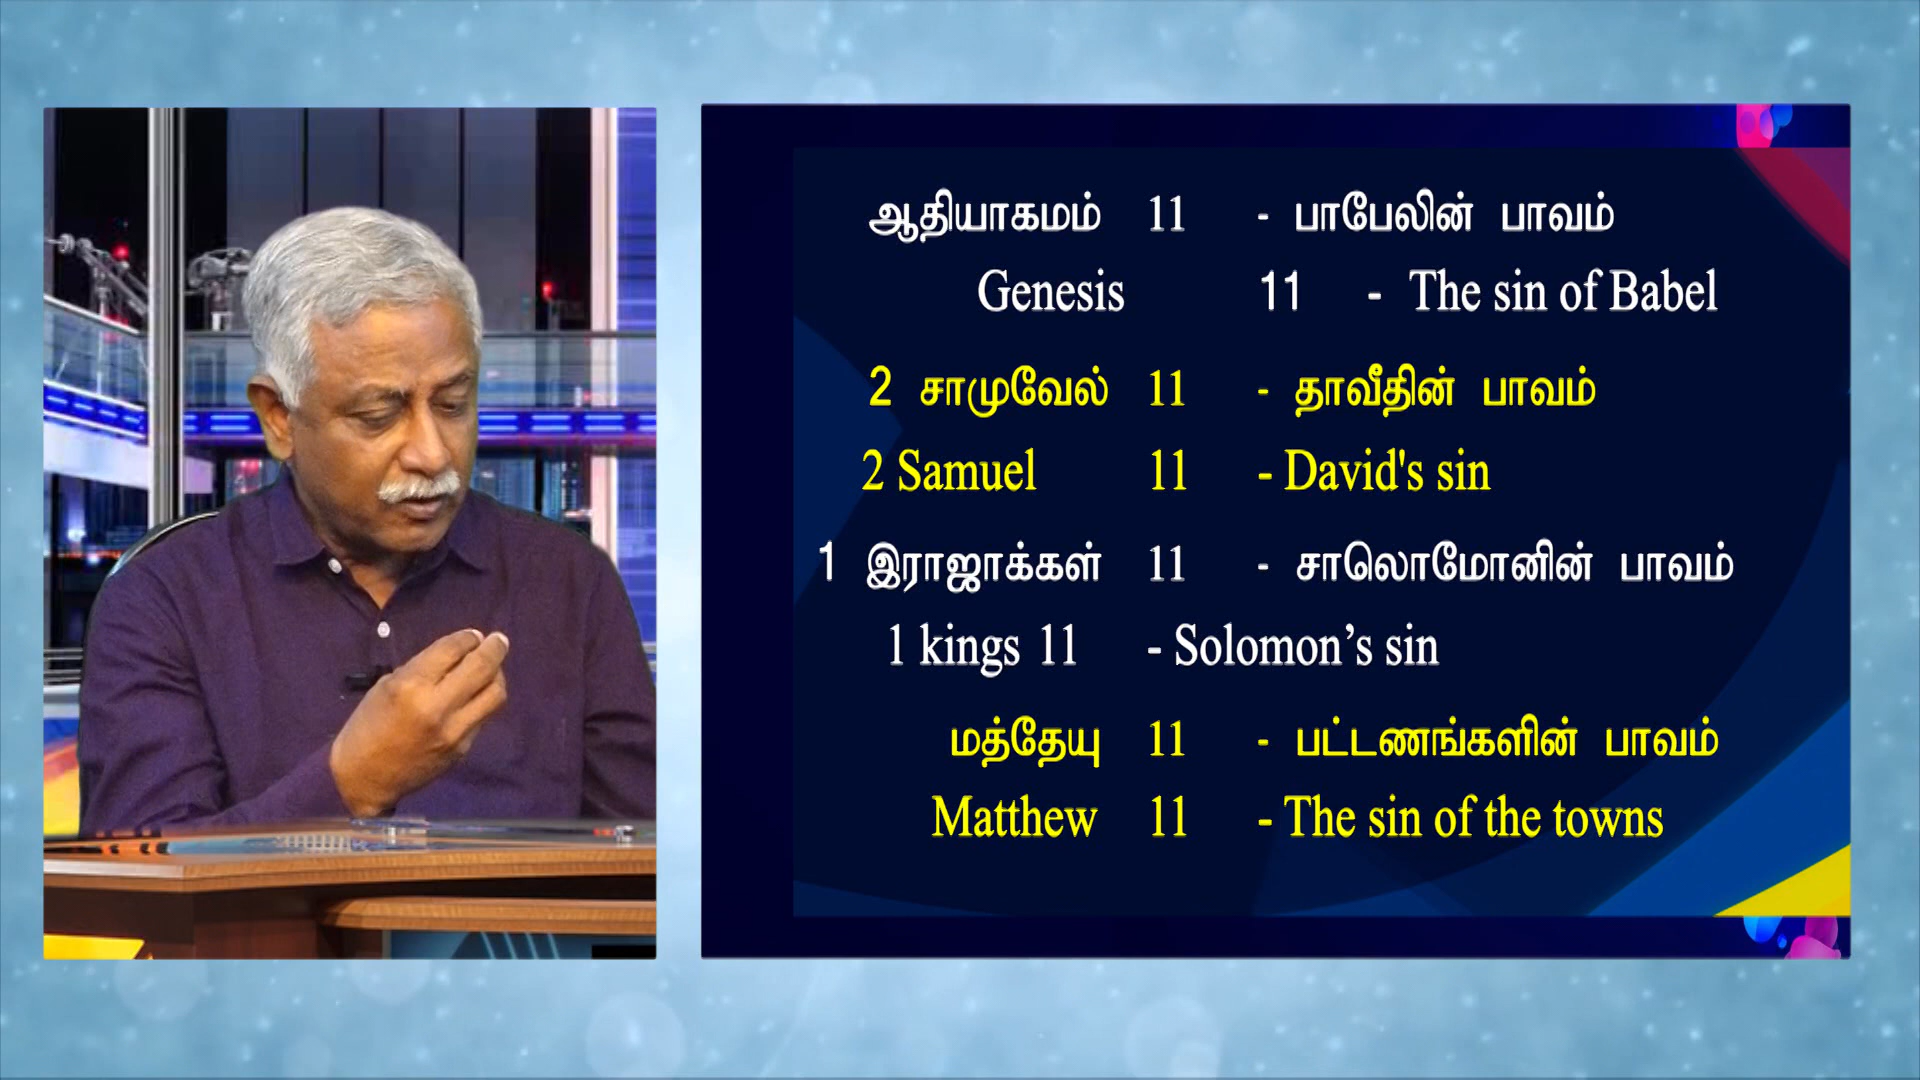 ஆதியாகமம் 11 - பாபேலின் பாவம்
Genesis 11 - The sin of Babel
2 சாமுவேல் 11 - தாவீதின் பாவம்
2 Samuel 11 - David's sin
1 இராஜாக்கள் 11 - சாலொமோனின் பாவம்
1 kings 11 - Solomon’s sin
மத்தேயு 11 - பட்டணங்களின் பாவம்
Matthew 11 - The sin of the towns